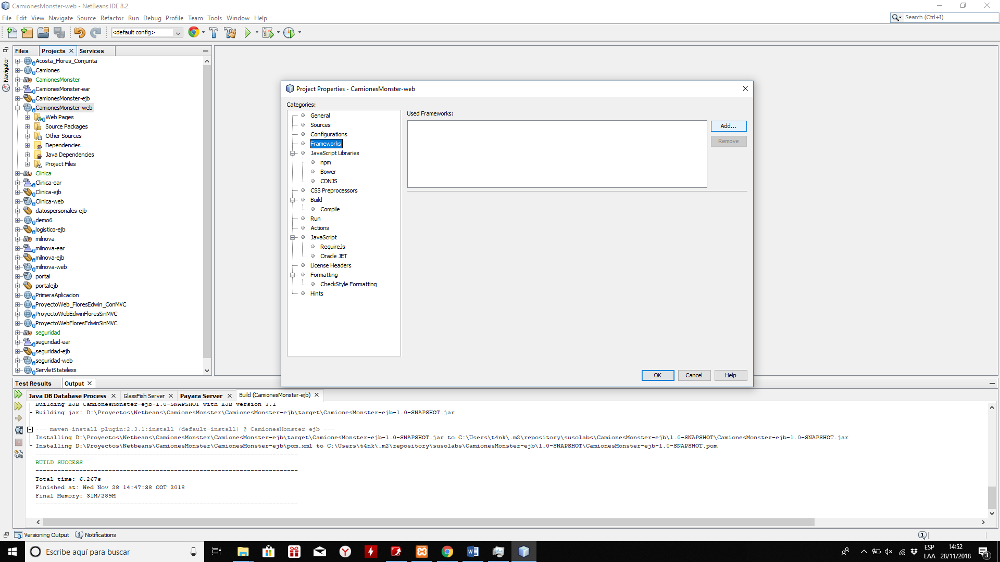 CamionesMonster-web - NetBeans IDE 8.2
File Edit View Navigate Source Refactor Run Debug Profile Team Tools Window Help
Search (Ctrl+I)
<default config>
Files
Projects
Services
Navigator
Acosta_Flores_Conjunta
Camiones
CamionesMonster
CamionesMonster-ear
CamionesMonster-ejb
CamionesMonster-web
Web Pages
Source Packages
Other Sources
Dependencies
Java Dependencies
Project Files
Clinica
Clinica-ear
Clinica-ejb
Clinica-web
datospersonales-ejb
demo6
logistico-ejb
milnova
milnova-ear
milnova-ejb
milnova-web
portal
portalejb
PrimeraAplicacion
ProyectoWeb_FloresEdwin_ConMVC
ProyectoWebEdwinFloresSinMVC
ProyectoWebFloresEdwinSinMVC
seguridad
seguridad-ear
seguridad-ejb
seguridad-web
ServletStateless
Project Properties - CamionesMonster-web
Categories:
General
Sources
Configurations
Frameworks
JavaScript Libraries
npm
Bower
CDNJS
CSS Preprocessors
Build
Compile
Run
Actions
JavaScript
RequireJs
Oracle JET
License Headers
Formatting
CheckStyle Formatting
Hints
Used Frameworks:
Add...
Remove
OK
Cancel
Help
Test Results
Output
Java DB Database Process
GlassFish Server
Payara Server
Build (CamionesMonster-ejb)
Building EJB CamionesMonster-ejb-1.0-SNAPSHOT with EJB version 3.1
Building jar: D:\Proyectos\Netbeans\CamionesMonster\CamionesMonster-ejb\target\CamionesMonster-ejb-1.0-SNAPSHOT.jar
--- maven-install-plugin:2.3.1:install (default-install) @ CamionesMonster-ejb ---
Installing D:\Proyectos\Netbeans\CamionesMonster\CamionesMonster-ejb\target\CamionesMonster-ejb-1.0-SNAPSHOT.jar to C:\Users\t4nk\.m2\repository\susolabs\CamionesMonster-ejb\1.0-SNAPSHOT\CamionesMonster-ejb-1.0-SNAPSHOT.jar
Installing D:\Proyectos\Netbeans\CamionesMonster\CamionesMonster-ejb\pom.xml to C:\Users\t4nk\.m2\repository\susolabs\CamionesMonster-ejb\1.0-SNAPSHOT\CamionesMonster-ejb-1.0-SNAPSHOT.pom
------------------------------------------------------------------------
BUILD SUCCESS
------------------------------------------------------------------------
Total time: 6.267s
Finished at: Wed Nov 28 14:47:38 COT 2018
Final Memory: 31M/289M
------------------------------------------------------------------------
Versioning Output
Notifications
1
Escribe aquí para buscar
ESP
LAA
14:52
28/11/2018
3